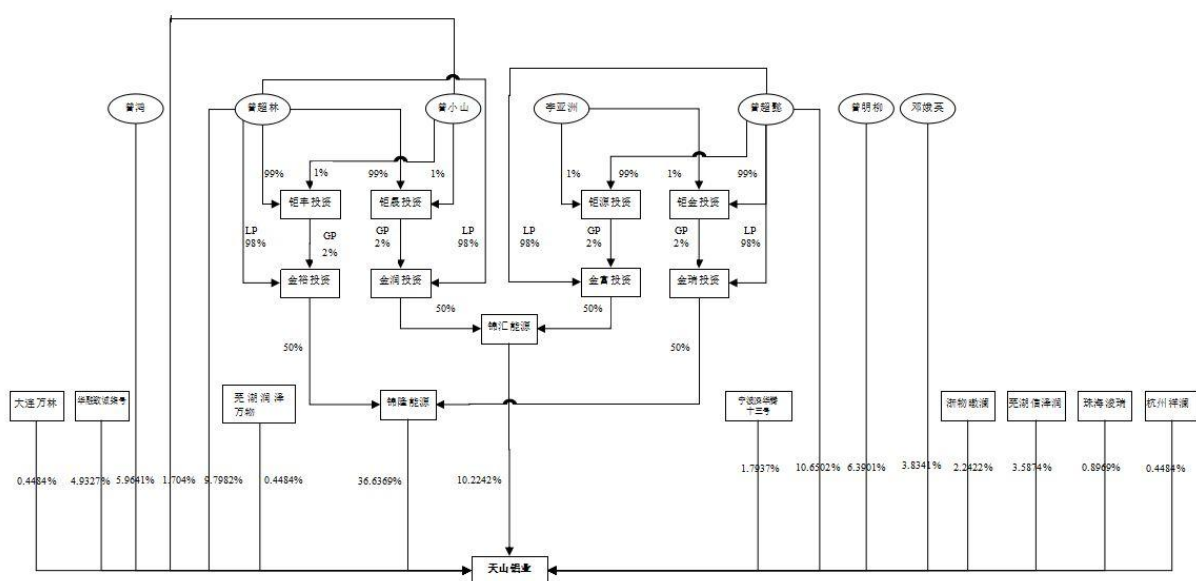 曾鸿
曾超林
曾小山
李亚洲
曾超懿
曾明柳
邓娥英
99%
1%
99%
1%
1%
99%
1%
99%
钜丰投资
钜晟投资
钜源投资
钜金投资
LP
98%
GP
2%
GP
2%
LP
98%
LP
98%
GP
2%
GP
2%
LP
98%
金裕投资
金润投资
金富投资
金瑞投资
50%
50%
锦汇能源
50%
50%
大连万林
芜湖润泽
万物
锦隆能源
十三号
浙物暾澜
芜湖信泽润
珠海浚瑞
杭州祥澜
0.4484%
4.9327%
5.9641%
1.704%
9.7982%
0.4484%
36.6369%
10.2242%
1.7937%
10.6502%
6.3901%
3.8341%
2.2422%
3.5874%
0.8969%
0.4484%
天山铝业